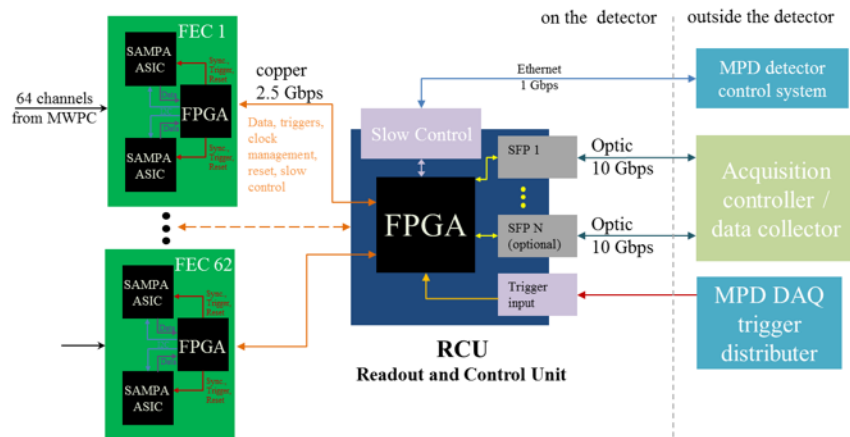 on the detector
outside the detector
FEC 1
SAMPA
ASIC
Sync,
Trigger,
Reset
Data
FPGA
Data
SAMPA
ASIC
Sync,
Trigger,
Reset
64 channels
from MWPC
copper
2.5 Gbps
Data, triggers,
clock
management,
reset, slow
control
Ethernet
1 Gbps
MPD detector
control system
Slow Control
SFP 1
Optic
10 Gbps
Acquisition
controller /
data collector
FPGA
SFP N
(optional)
Optic
10 Gbps
Trigger
input
MPD DAQ
trigger
distributer
RCU
Readout and Control Unit
FEC 62
SAMPA
ASIC
Sync,
Trigger,
Reset
Data
FPGA
Data
SAMPA
ASIC
Sync,
Trigger,
Reset